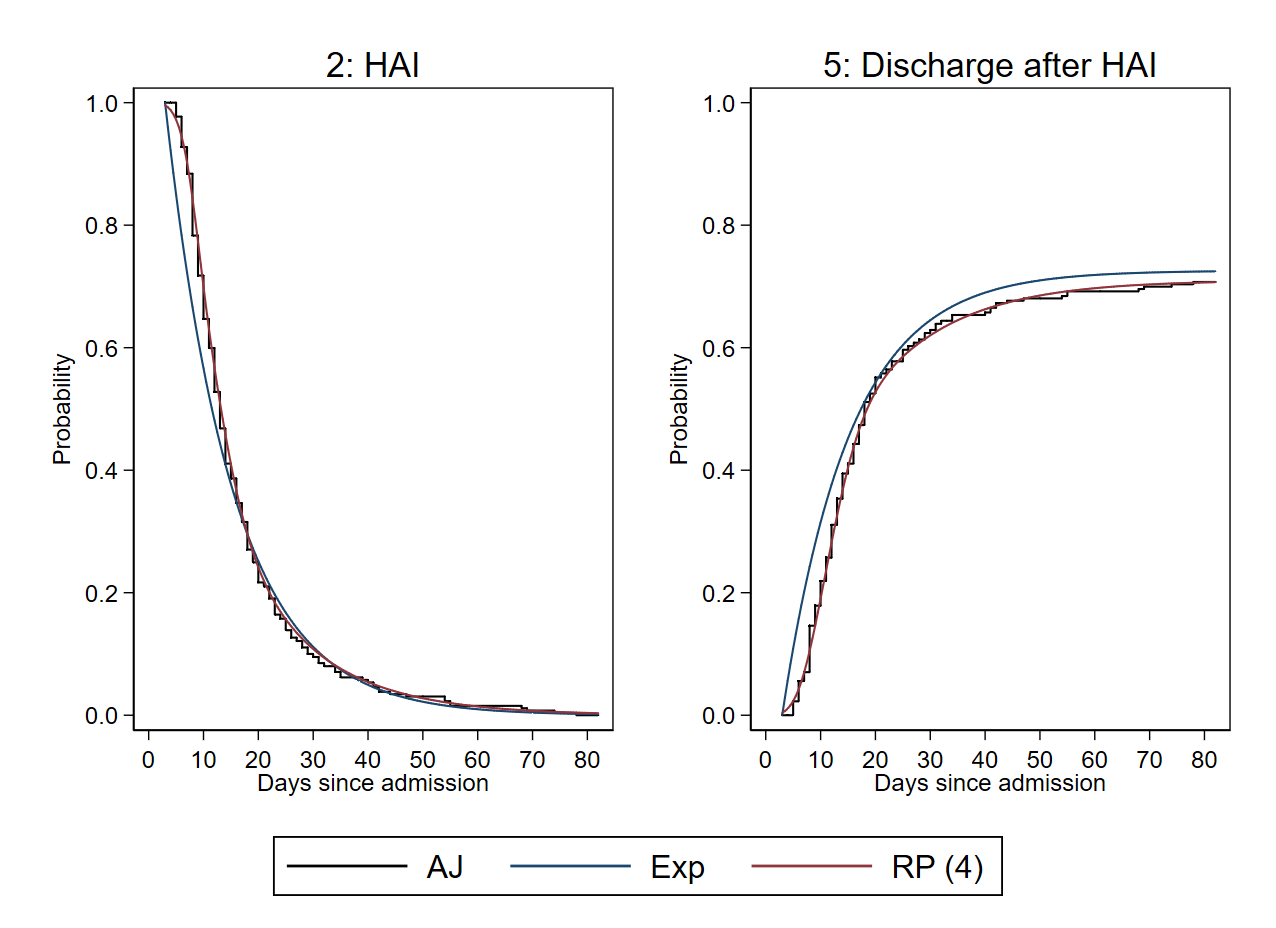 2: HAI
5: Discharge after HAI
Probability
1.0
0.8
0.6
0.4
0.2
0.0
0 10 20 30 40 50 60 70 80
Days since admission
Probability
1.0
0.8
0.6
0.4
0.2
0.0
0 10 20 30 40 50 60 70 80
Days since admission
AJ Exp RP (4)